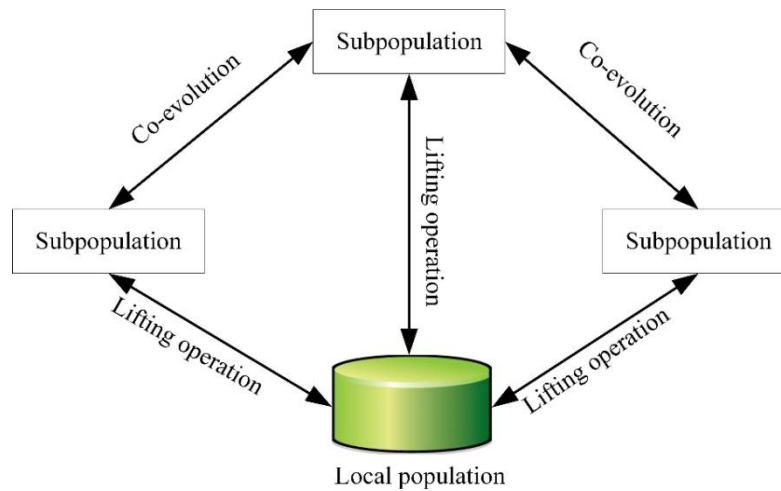 Subpopulation
Co-evolution
Co-evolution
Lifting operation
Subpopulation
Subpopulation
Lifting operation
Lifting operation
Local population